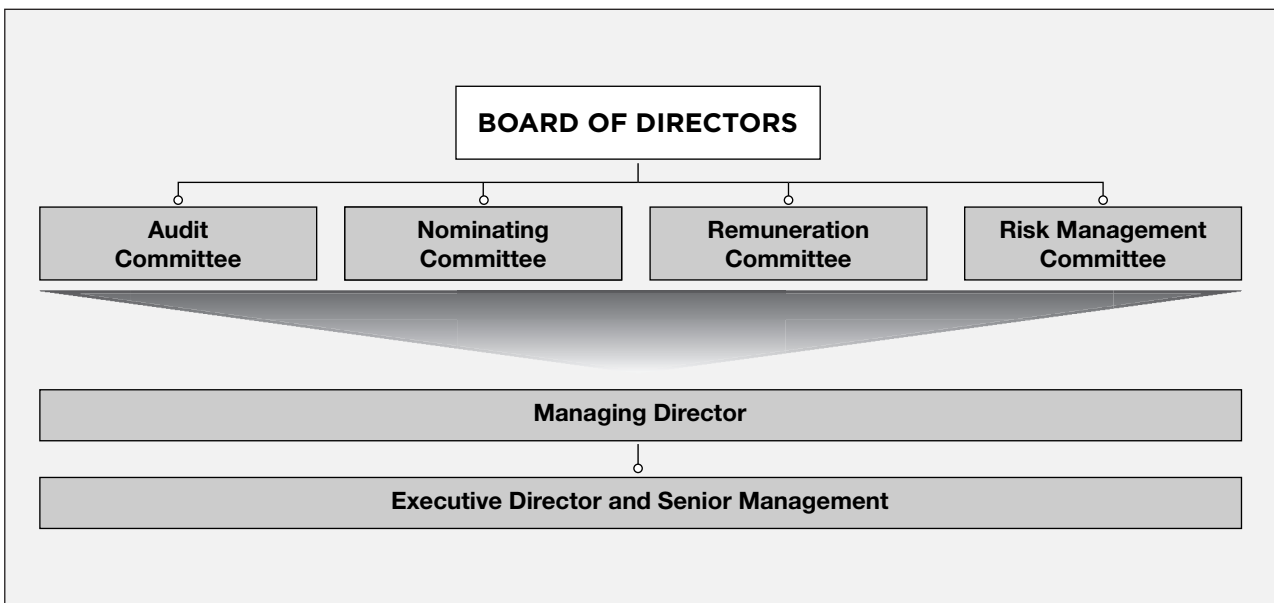 BOARD OF DIRECTORS
Audit
Committee
Nominating
Committee
Remuneration
Committee
Risk Management
Committee
Managing Director
Executive Director and Senior Management